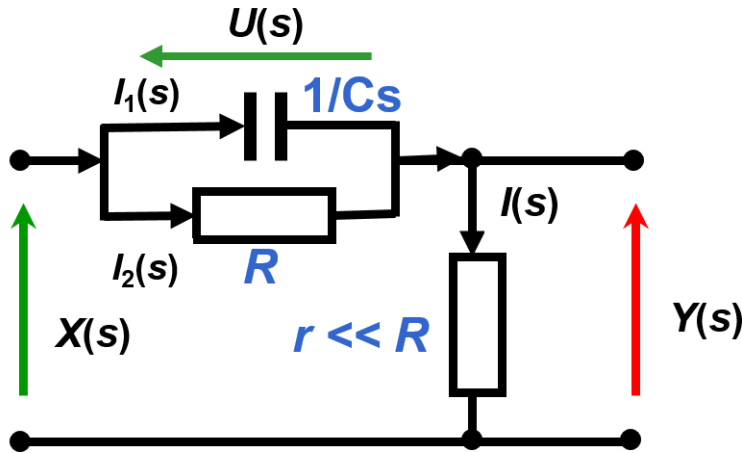 U(s)
I₁(s)
1/Cs
I₂(s)
R
I(s)
X(s)
r << R
Y(s)